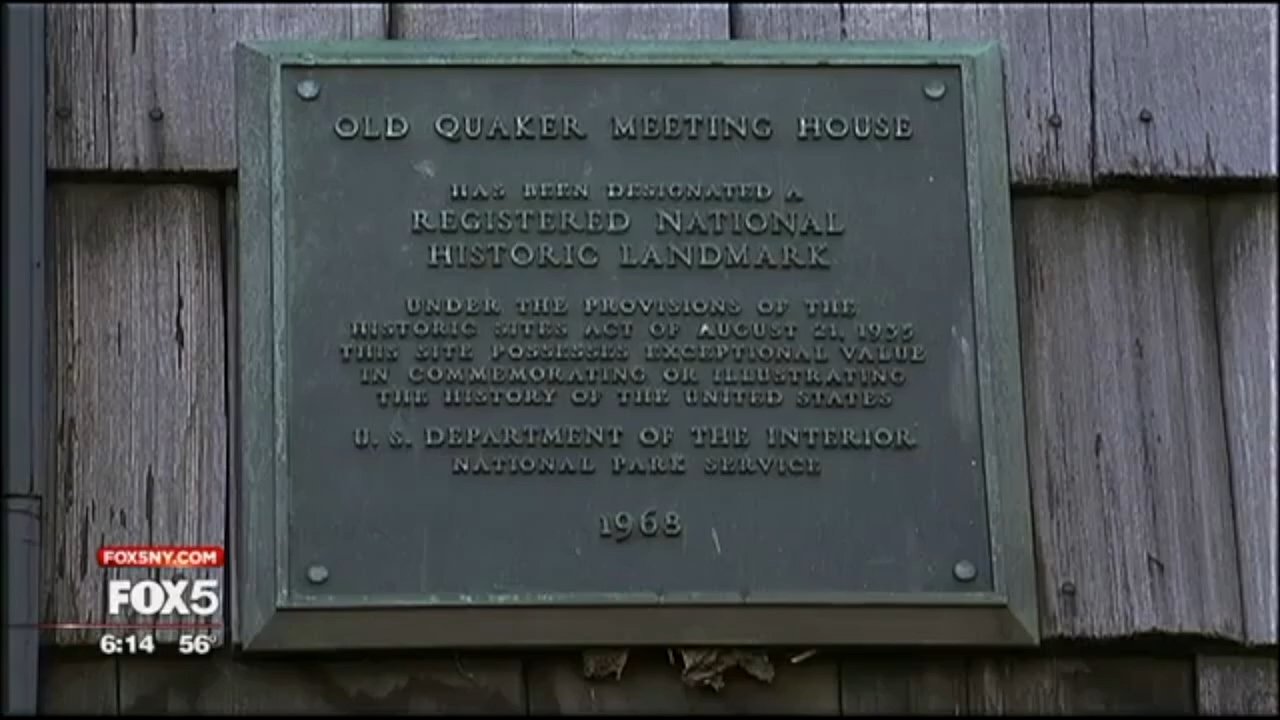 OLD QUAKER MEETING HOUSE
HAS BEEN DESIGNATED A
REGISTERED NATIONAL
HISTORIC LANDMARK
UNDER THE PROVISIONS OF THE
HISTORIC SITES ACT OF AUGUST 21, 1935
THIS SITE POSSESSES EXCEPTIONAL VALUE
IN COMMEMORATING OR ILLUSTRATING
THE HISTORY OF THE UNITED STATES
U. S. DEPARTMENT OF THE INTERIOR
NATIONAL PARK SERVICE
1968
FOX5NY.COM
FOX5
6:14 56°